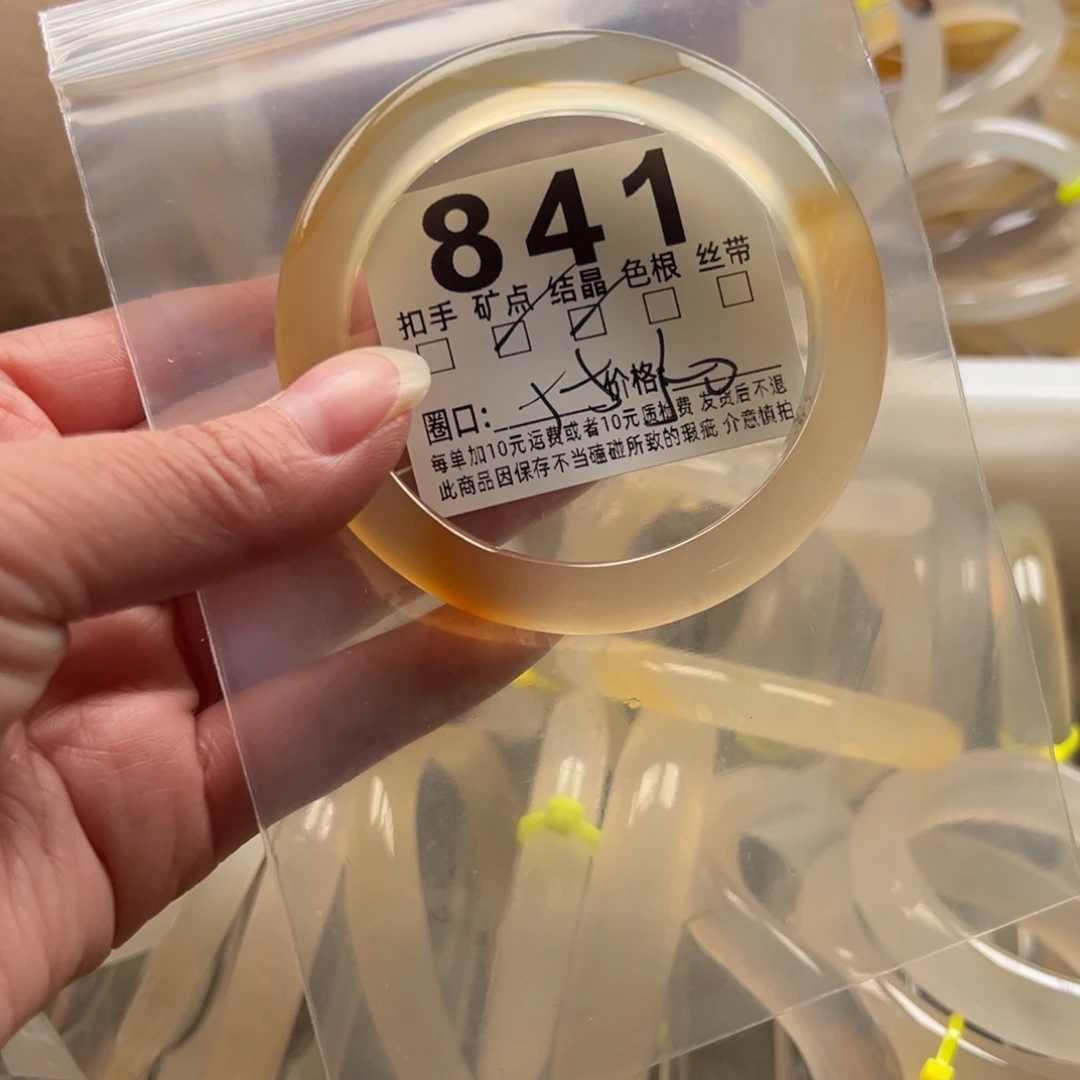 841
扣手 矿点 结晶 色根 丝带
圈口: 价格
每单加10元运费或者10元质检费 发货后不退
此商品因保存不当磕碰所致的瑕疵 介意慎拍